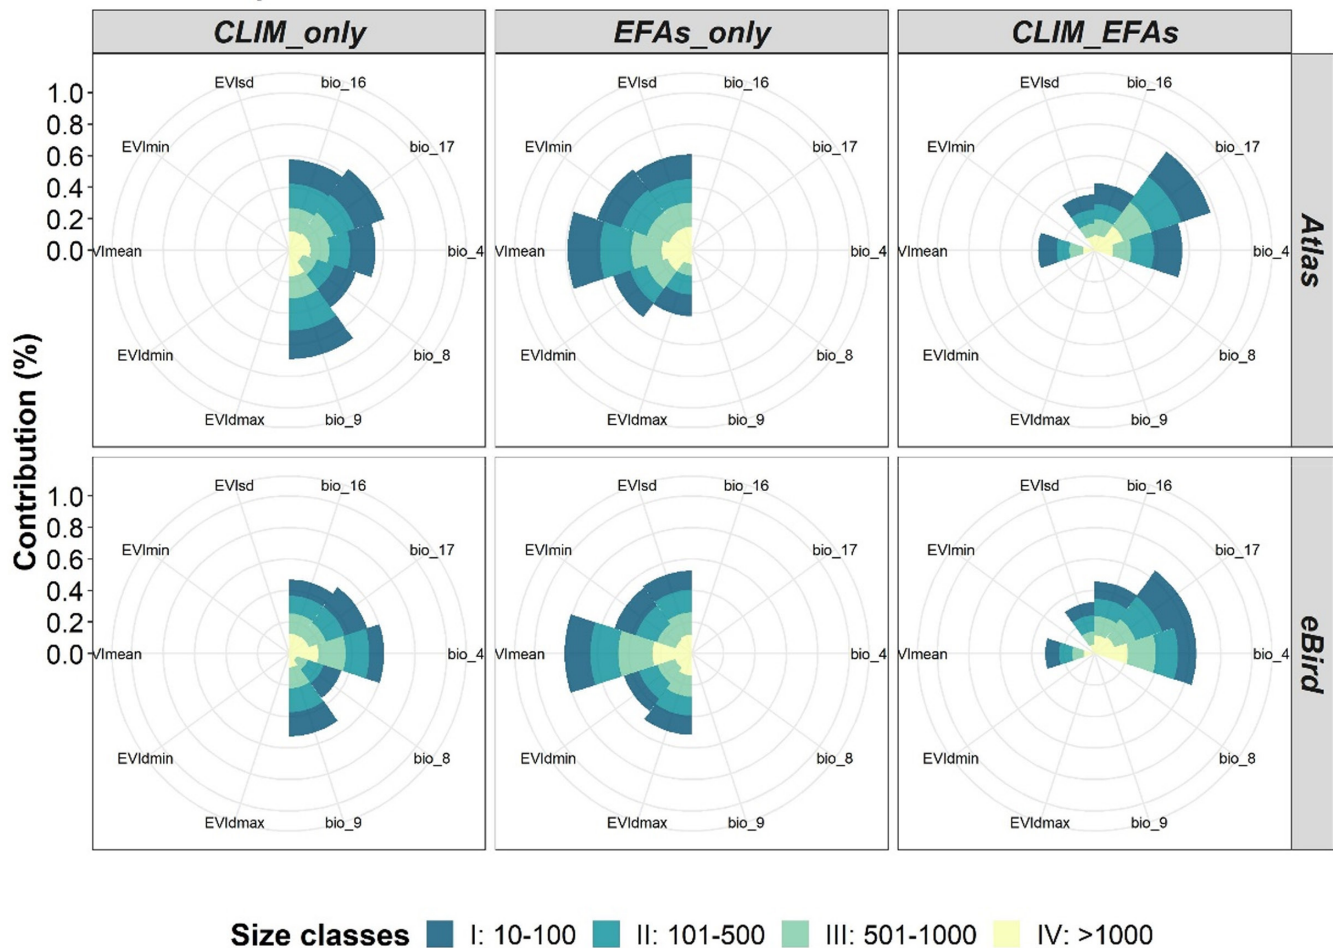 CLIM_only EFAs_only CLIM_EFAs
Contribution (%)
1.0
0.8
0.6
0.4
0.2
0.0
EVIsd bio_16
EVImin bio_17
VImean bio_4
EVIdmin bio_8
EVIdmax bio_9
EVIsd bio_16
EVImin bio_17
VImean bio_4
EVIdmin bio_8
EVIdmax bio_9
EVIsd bio_16
EVImin bio_17
VImean bio_4
EVIdmin bio_8
EVIdmax bio_9
Atlas
1.0
0.8
0.6
0.4
0.2
0.0
EVIsd bio_16
EVImin bio_17
VImean bio_4
EVIdmin bio_8
EVIdmax bio_9
EVIsd bio_16
EVImin bio_17
VImean bio_4
EVIdmin bio_8
EVIdmax bio_9
EVIsd bio_16
EVImin bio_17
VImean bio_4
EVIdmin bio_8
EVIdmax bio_9
eBird
Size classes I: 10-100 II: 101-500 III: 501-1000 IV: >1000